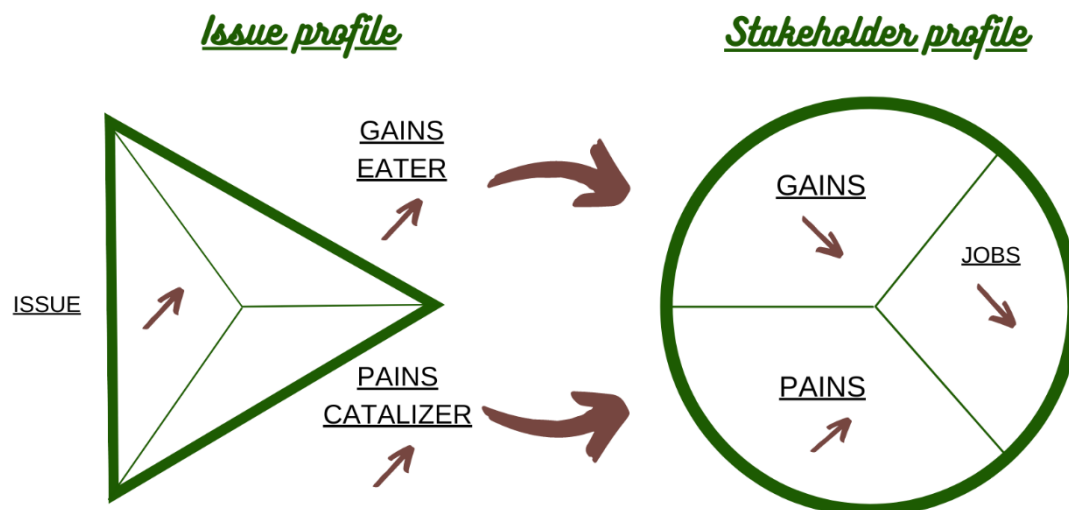 Issue profile
Stakeholder profile
GAINS
EATER
GAINS
JOBS
ISSUE
PAINS
CATALIZER
PAINS